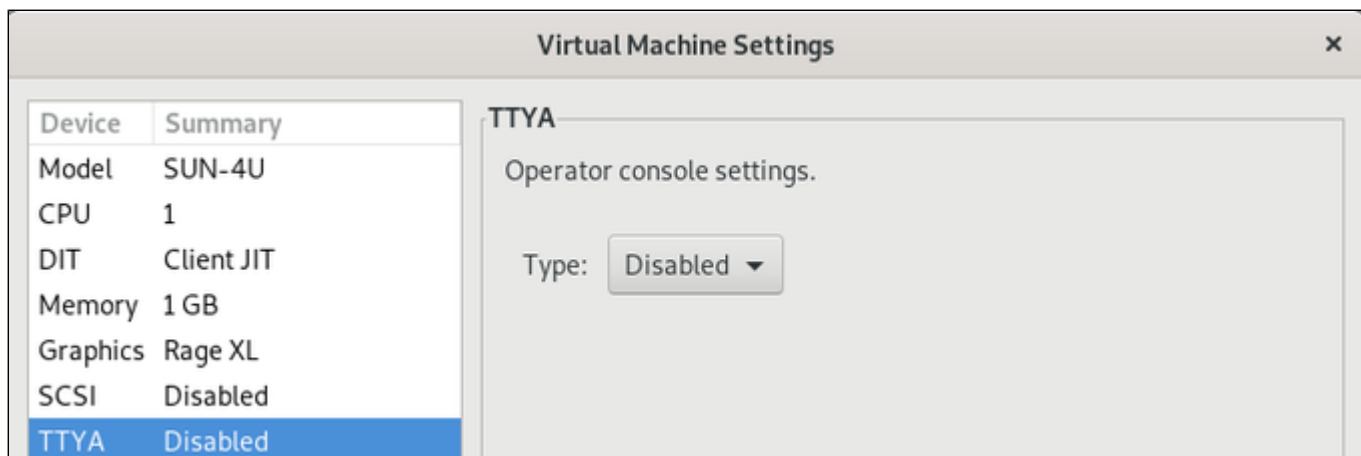 Virtual Machine Settings ×
Device Summary
Model SUN-4U
CPU 1
DIT Client JIT
Memory 1 GB
Graphics Rage XL
SCSI Disabled
TTYA Disabled
TTYA
Operator console settings.
Type: Disabled